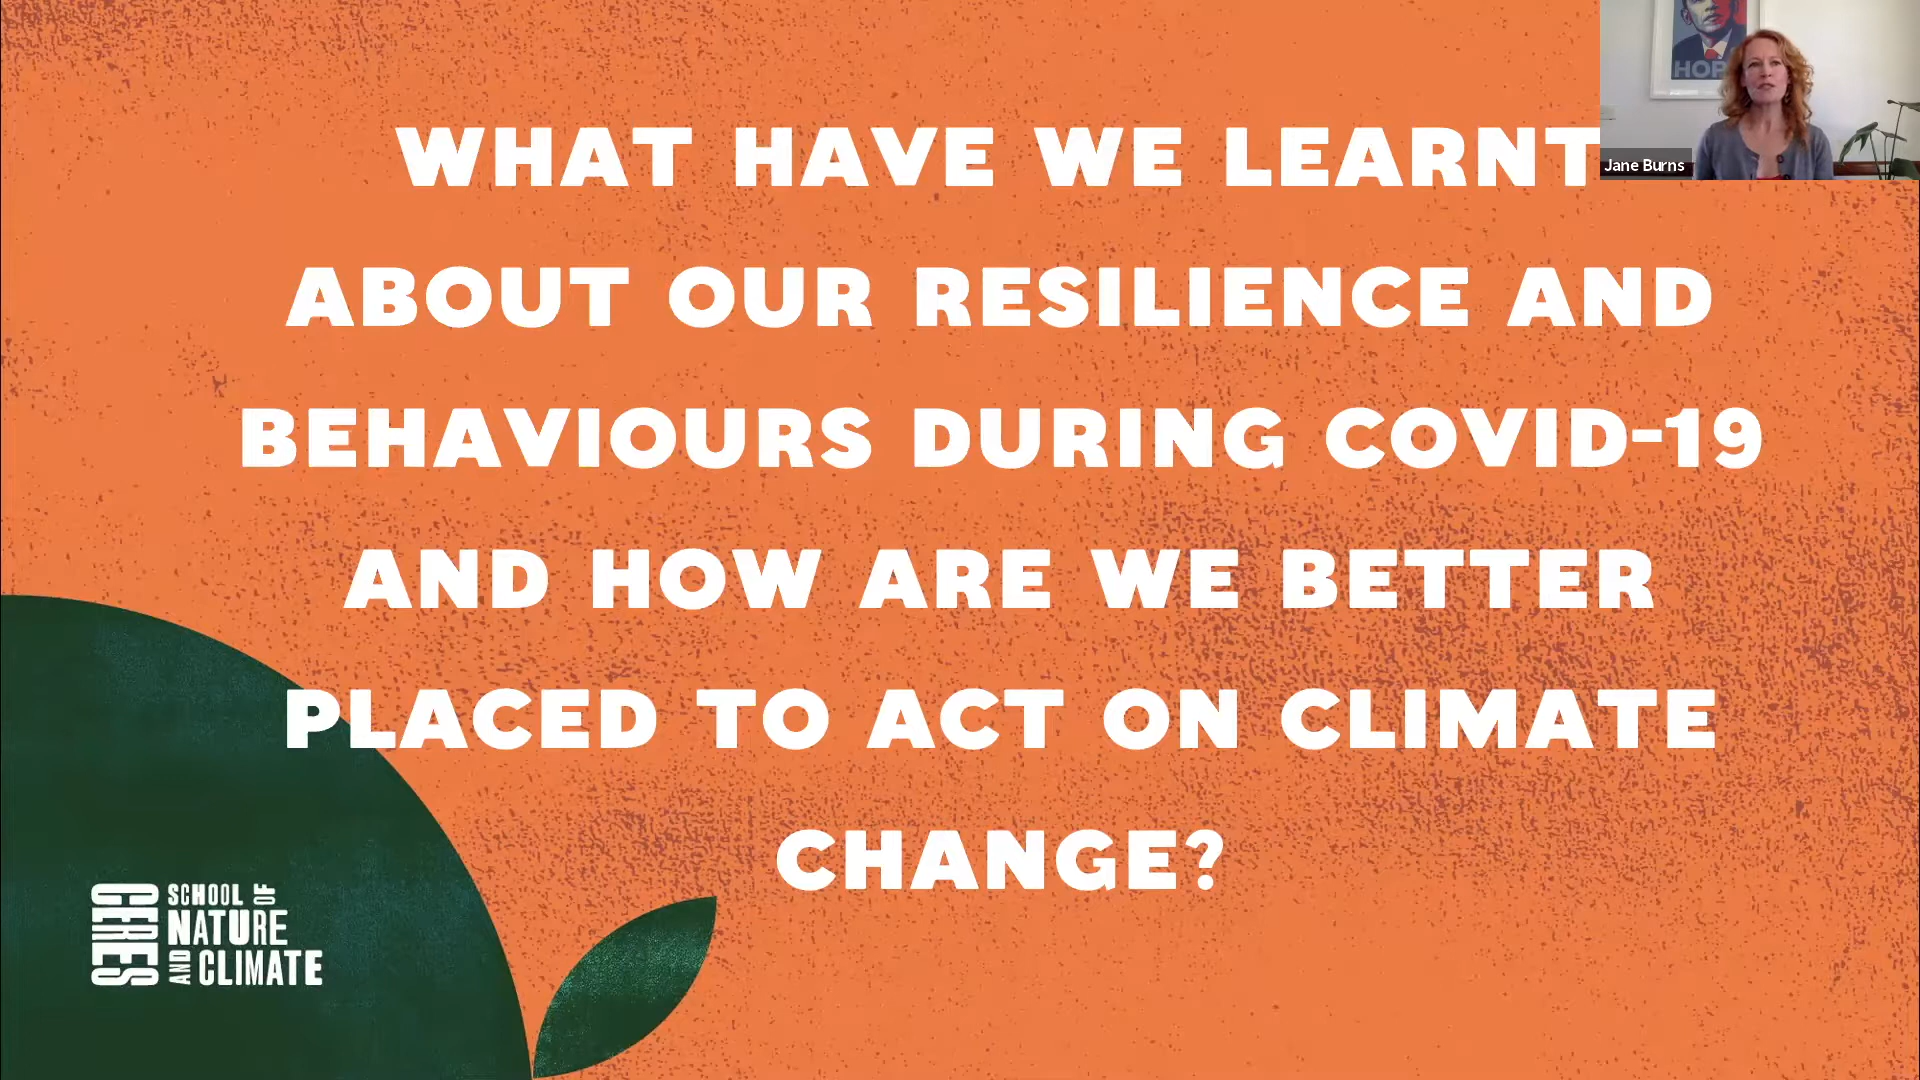 WHAT HAVE WE LEARNT
ABOUT OUR RESILIENCE AND
BEHAVIOURS DURING COVID-19
AND HOW ARE WE BETTER
PLACED TO ACT ON CLIMATE
CHANGE?
HOP
Jane Burns
CERES
SCHOOL OF
NATURE
AND CLIMATE